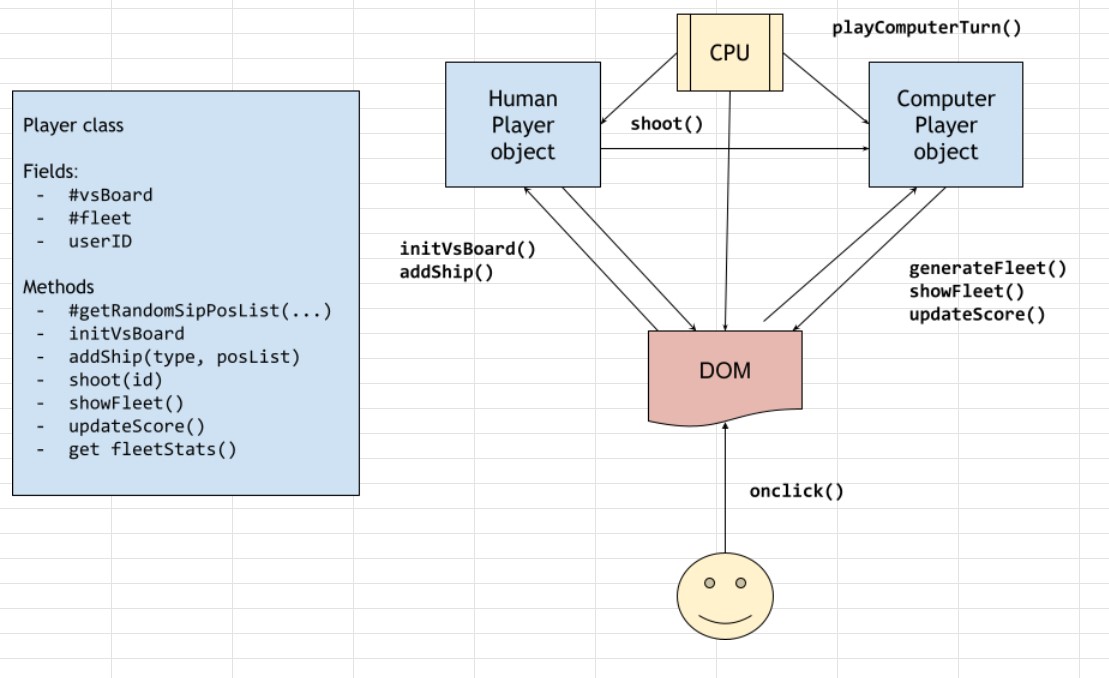 Player class
Fields:
- #vsBoard
- #fleet
- userID
Methods
- #getRandomSipPosList(...)
- initVsBoard
- addShip(type, posList)
- shoot(id)
- showFleet()
- updateScore()
- get fleetStats()
Human
Player
object
CPU
playComputerTurn()
Computer
Player
object
shoot()
initVsBoard()
addShip()
generateFleet()
showFleet()
updateScore()
DOM
onclick()